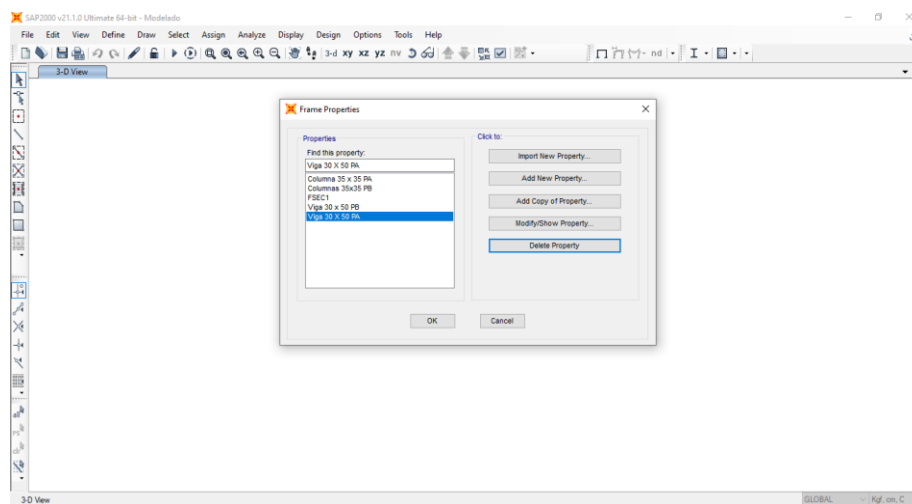 SAP2000 v21.1.0 Ultimate 64-bit - Modelado
File Edit View Define Draw Select Assign Analyze Display Design Options Tools Help
3-d xy xz yz nv
nd
3-D View
Frame Properties
Properties
Find this property:
Viga 30 X 50 PA
Columna 35 x 35 PA
Columnas 35x35 PB
FSEC1
Viga 30 x 50 PB
Viga 30 X 50 PA
Click to:
Import New Property...
Add New Property...
Add Copy of Property...
Modify/Show Property...
Delete Property
OK Cancel
3-D View GLOBAL Kgf, cm, C